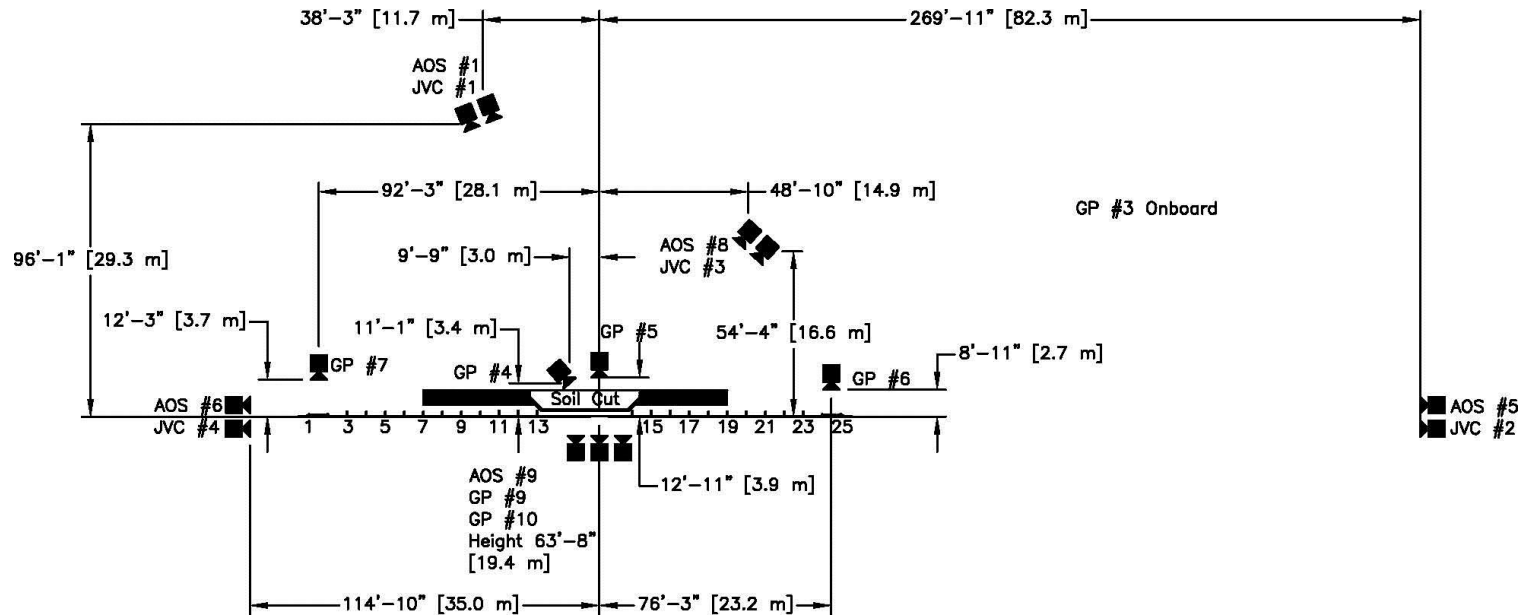 38'-3" [11.7 m]
269'-11" [82.3 m]
AOS #1
JVC #1
92'-3" [28.1 m]
48'-10" [14.9 m]
GP #3 Onboard
96'-1" [29.3 m]
9'-9" [3.0 m]
AOS #8
JVC #3
12'-3" [3.7 m]
11'-1" [3.4 m]
GP #5
54'-4" [16.6 m]
8'-11" [2.7 m]
GP #7
GP #4
GP #6
Soil Cut
AOS #6
JVC #4
AOS #5
JVC #2
1 3 5 7 9 11 13 15 17 19 21 23 25
AOS #9
GP #9
GP #10
Height 63'-8"
[19.4 m]
12'-11" [3.9 m]
114'-10" [35.0 m]
76'-3" [23.2 m]